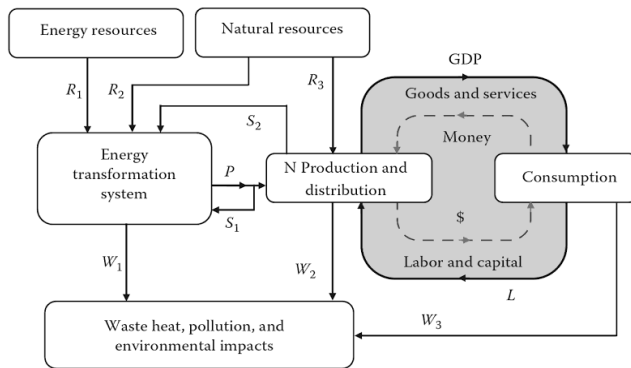 Energy resources
Natural resources
GDP
R1
R2
R3
Goods and services
S2
Money
Energy
transformation
system
P
N Production and
distribution
Consumption
S1
$
W1
W2
Labor and capital
L
W3
Waste heat, pollution, and
environmental impacts